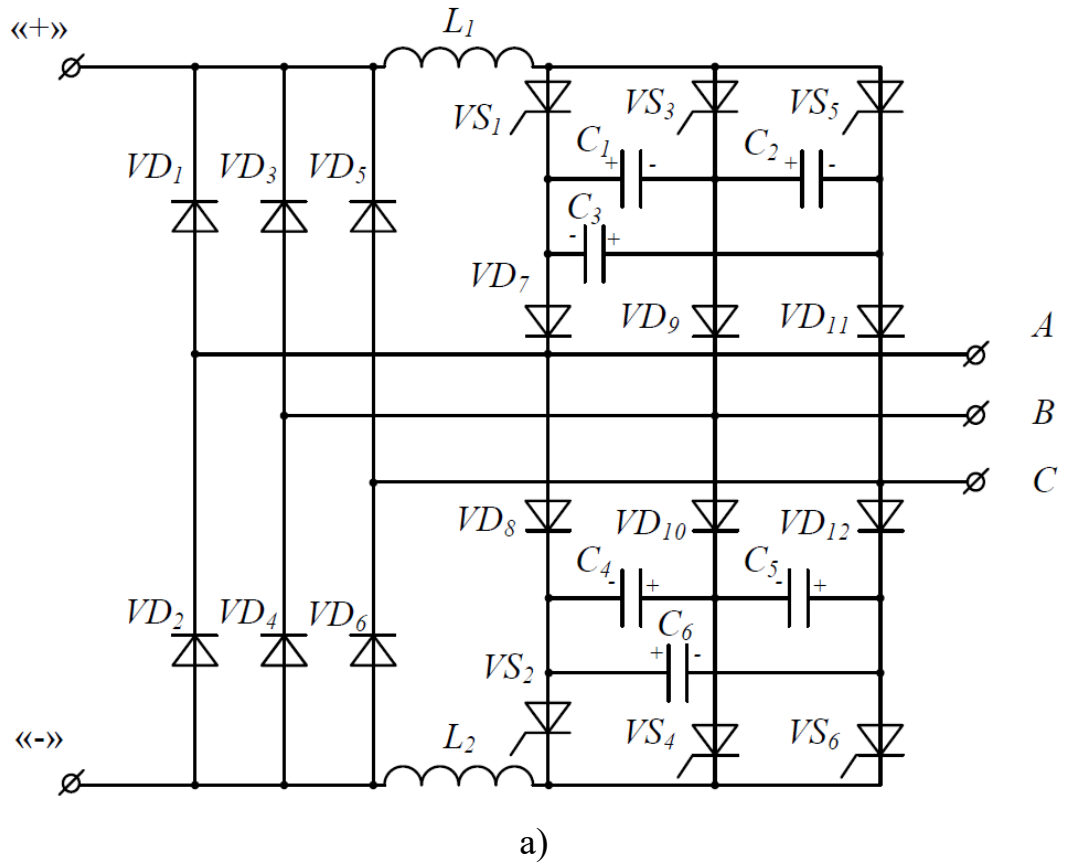 «+»
L1
VS1
VS3
VS5
C1
+
-
C2
+
-
VD1
VD3
VD5
C3
-
+
VD7
VD9
VD11
A
B
C
VD8
VD10
VD12
C4
-
+
C5
-
+
VD2
VD4
VD6
C6
+
-
VS2
VS4
VS6
«-»
L2
а)